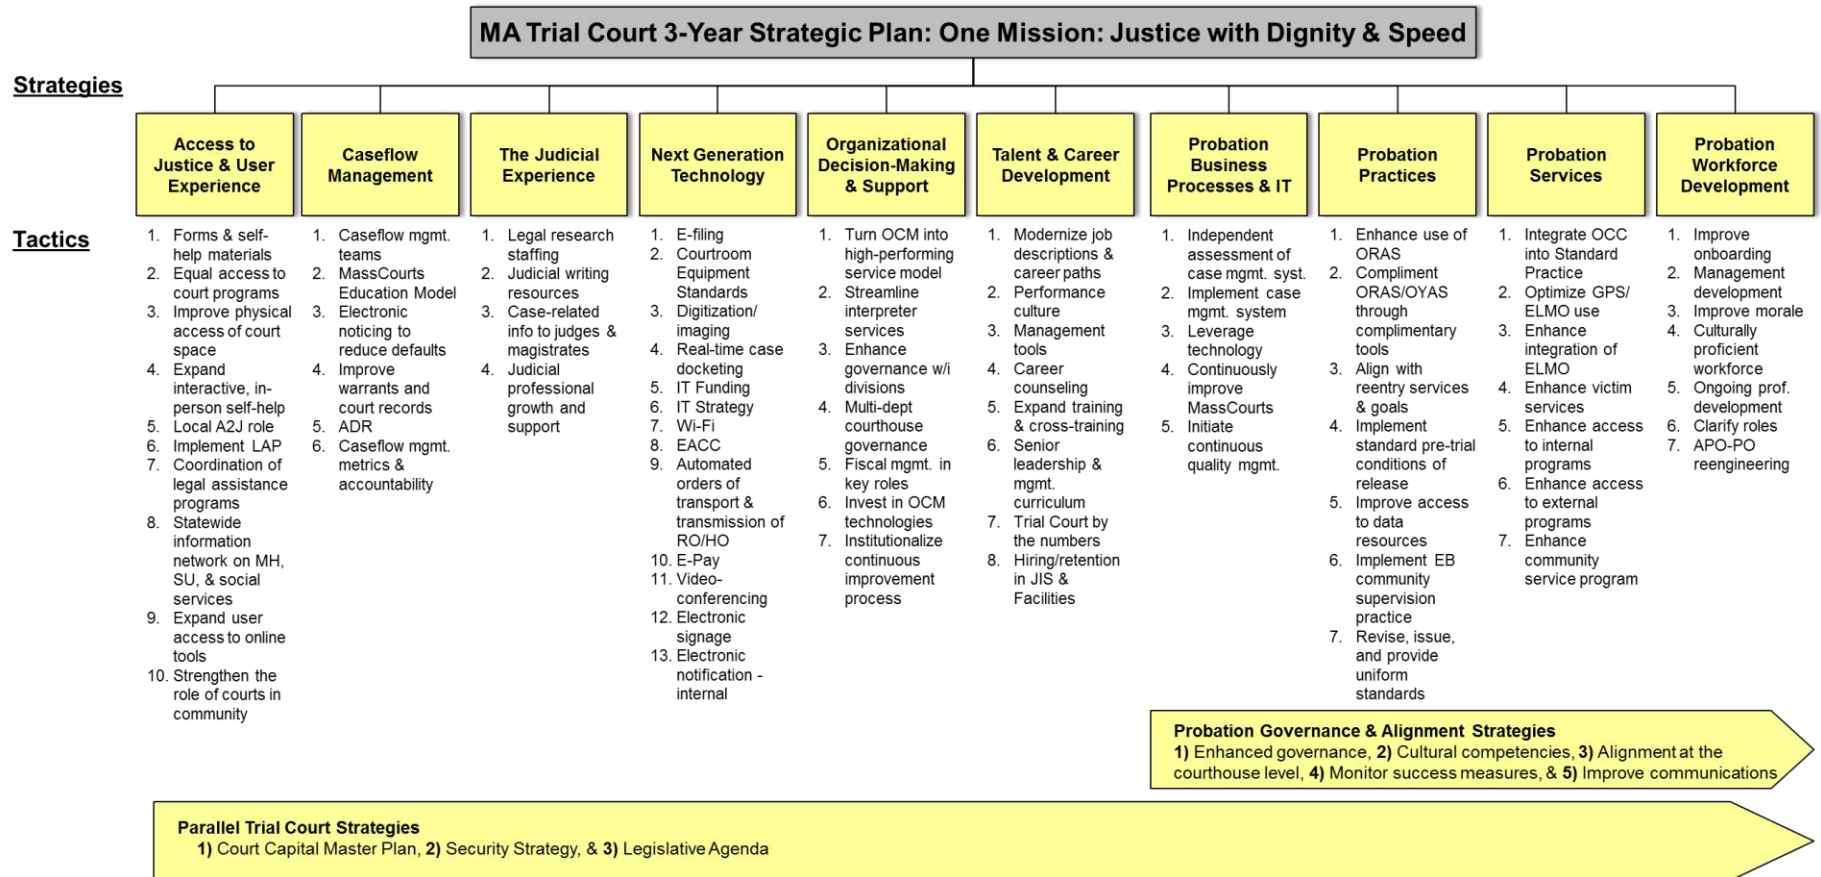 MA Trial Court 3-Year Strategic Plan: One Mission: Justice with Dignity & Speed
Strategies
Access to
Justice & User
Experience
Caseflow
Management
The Judicial
Experience
Next Generation
Technology
Organizational
Decision-Making
& Support
Talent & Career
Development
Probation
Business
Processes & IT
Probation
Practices
Probation
Services
Probation
Workforce
Development
Tactics
1. Forms & self-
help materials
2. Equal access to
court programs
3. Improve physical
access of court
space
4. Expand
interactive, in-
person self-help
5. Local A2J role
6. Implement LAP
7. Coordination of
legal assistance
programs
8. Statewide
information
network on MH,
SU, & social
services
9. Expand user
access to online
tools
10. Strengthen the
role of courts in
community
1. Caseflow mgmt.
teams
2. MassCourts
Education Model
3. Electronic
noticing to
reduce defaults
4. Improve
warrants and
court records
5. ADR
6. Caseflow mgmt.
metrics &
accountability
1. Legal research
staffing
2. Judicial writing
resources
3. Case-related
info to judges &
magistrates
4. Judicial
professional
growth and
support
1. E-filing
2. Courtroom
Equipment
Standards
3. Digitization/
imaging
4. Real-time case
docketing
5. IT Funding
6. IT Strategy
7. Wi-Fi
8. EACC
9. Automated
orders of
transport &
transmission of
RO/HO
10. E-Pay
11. Video-
conferencing
12. Electronic
signage
13. Electronic
notification -
internal
1. Turn OCM into
high-performing
service model
2. Streamline
interpreter
services
3. Enhance
governance w/i
divisions
4. Multi-dept
courthouse
governance
5. Fiscal mgmt. in
key roles
6. Invest in OCM
technologies
7. Institutionalize
continuous
improvement
process
1. Modernize job
descriptions &
career paths
2. Performance
culture
3. Management
tools
4. Career
counseling
5. Expand training
& cross-training
6. Senior
leadership &
mgmt.
curriculum
7. Trial Court by
the numbers
8. Hiring/retention
in JIS &
Facilities
1. Independent
assessment of
case mgmt. syst.
2. Implement case
mgmt. system
3. Leverage
technology
4. Continuously
improve
MassCourts
5. Initiate
continuous
quality mgmt.
1. Enhance use of
ORAS
2. Compliment
ORAS/OYAS
through
complimentary
tools
3. Align with
reentry services
& goals
4. Implement
standard pre-trial
conditions of
release
5. Improve access
to data
resources
6. Implement EB
community
supervision
practice
7. Revise, issue,
and provide
uniform
standards
1. Integrate OCC
into Standard
Practice
2. Optimize GPS/
ELMO use
3. Enhance
integration of
ELMO
4. Enhance victim
services
5. Enhance access
to internal
programs
6. Enhance access
to external
programs
7. Enhance
community
service program
1. Improve
onboarding
2. Management
development
3. Improve morale
4. Culturally
proficient
workforce
5. Ongoing prof.
development
6. Clarify roles
7. APO-PO
reengineering
Probation Governance & Alignment Strategies
1) Enhanced governance, 2) Cultural competencies, 3) Alignment at the
courthouse level, 4) Monitor success measures, & 5) Improve communications
Parallel Trial Court Strategies
1) Court Capital Master Plan, 2) Security Strategy, & 3) Legislative Agenda